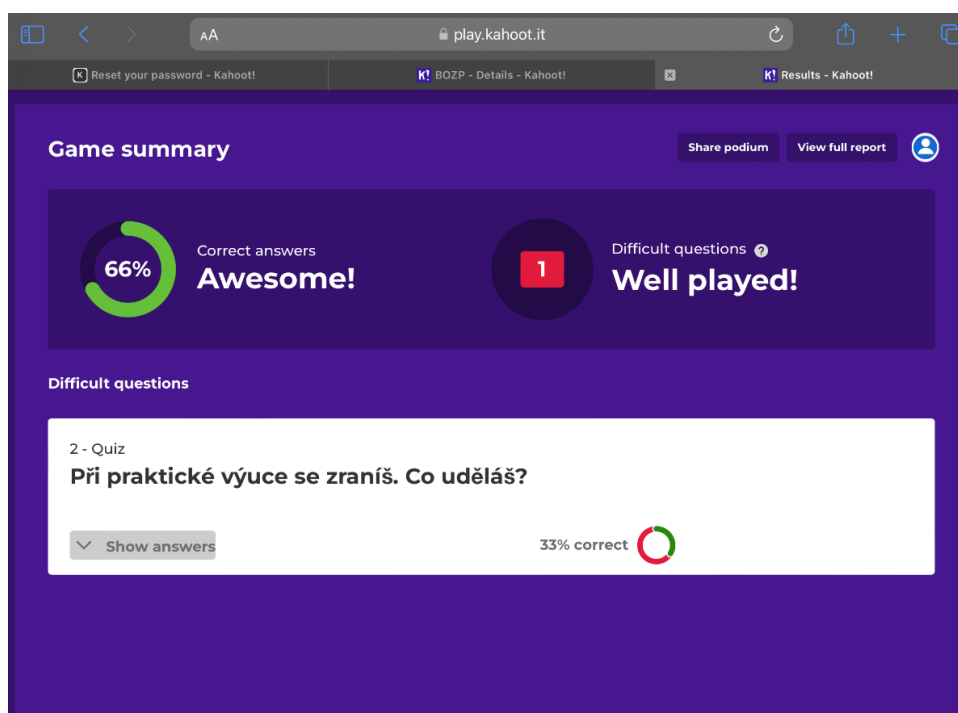 AA play.kahoot.it
K Reset your password - Kahoot!
K! BOZP - Details - Kahoot!
K! Results - Kahoot!
Game summary
Share podium
View full report
66%
Correct answers
Awesome!
1
Difficult questions ?
Well played!
Difficult questions
2 - Quiz
Při praktické výuce se zraníš. Co uděláš?
Show answers
33% correct